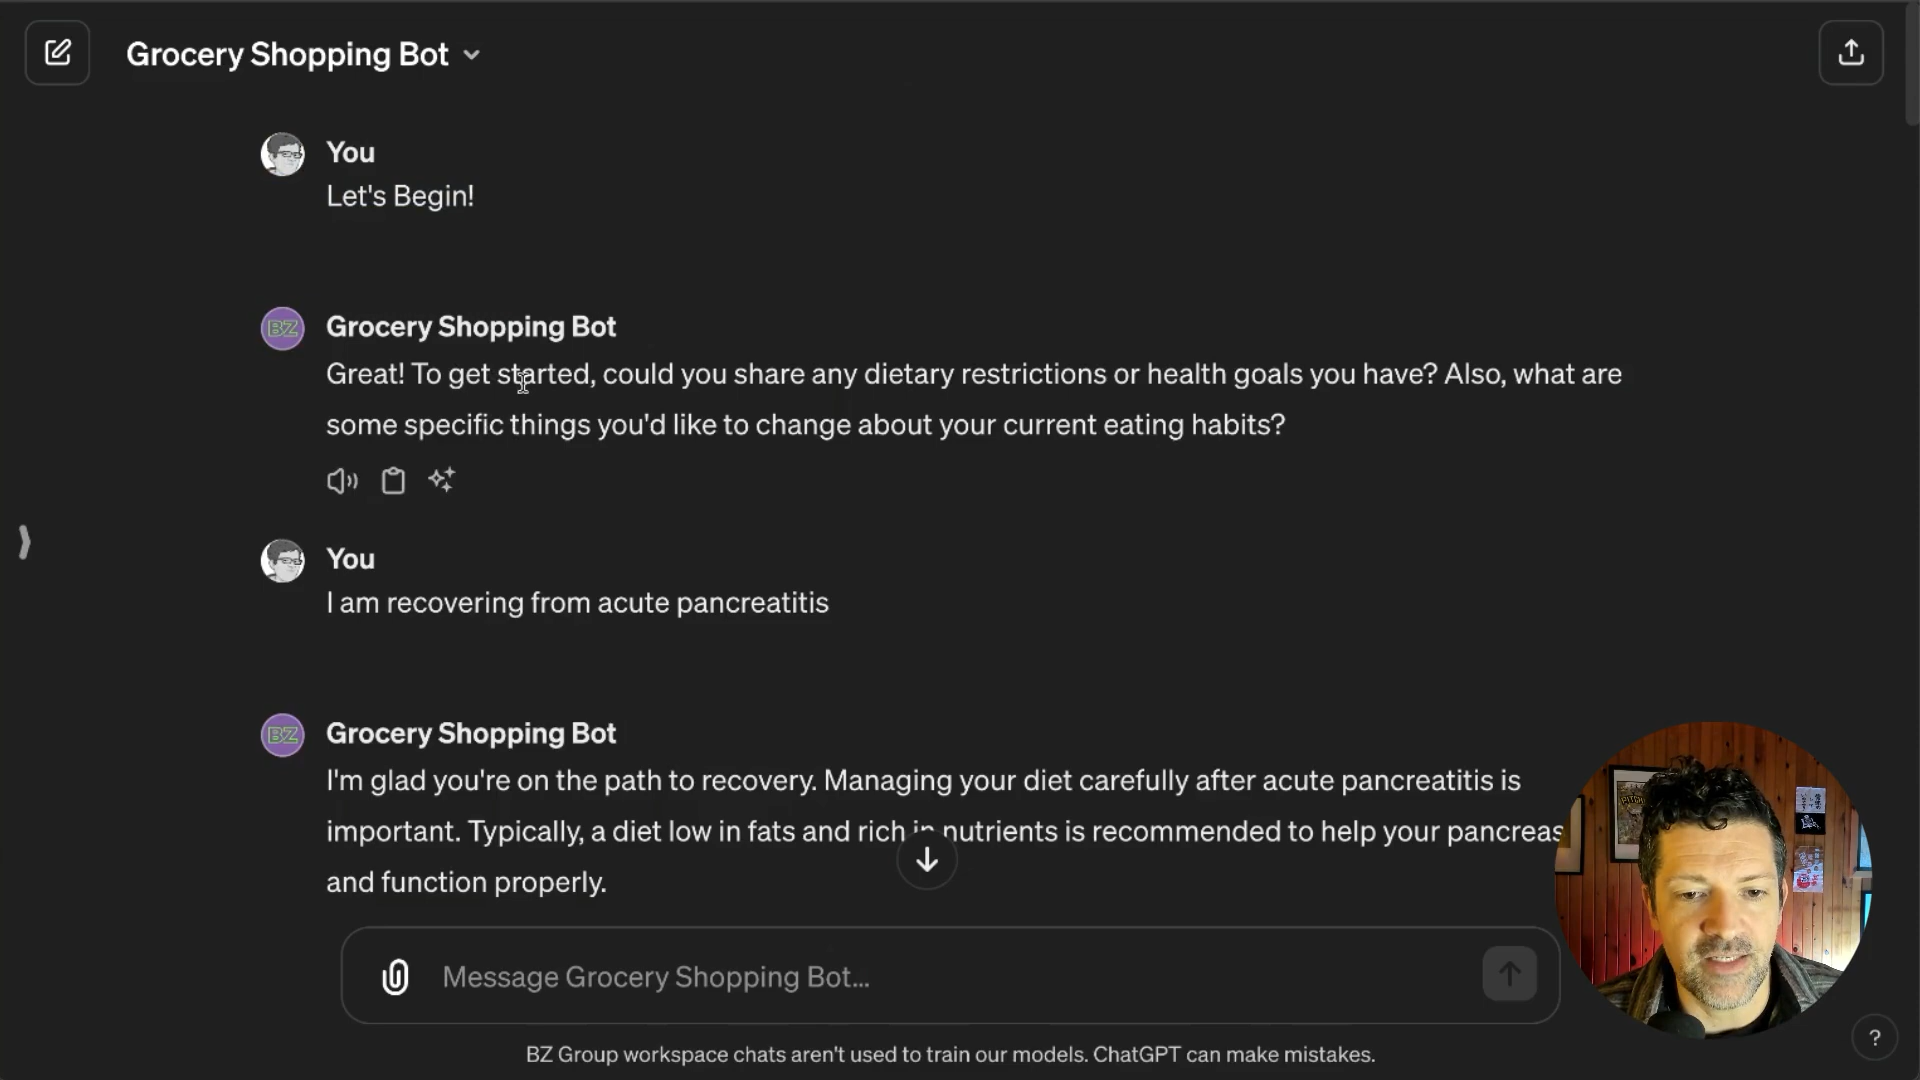 Grocery Shopping Bot
You
Let's Begin!
BZ
Grocery Shopping Bot
Great! To get started, could you share any dietary restrictions or health goals you have? Also, what are
some specific things you'd like to change about your current eating habits?
You
I am recovering from acute pancreatitis
BZ
Grocery Shopping Bot
I'm glad you're on the path to recovery. Managing your diet carefully after acute pancreatitis is
important. Typically, a diet low in fats and rich in nutrients is recommended to help your pancreas
and function properly.
Message Grocery Shopping Bot...
BZ Group workspace chats aren't used to train our models. ChatGPT can make mistakes.
?